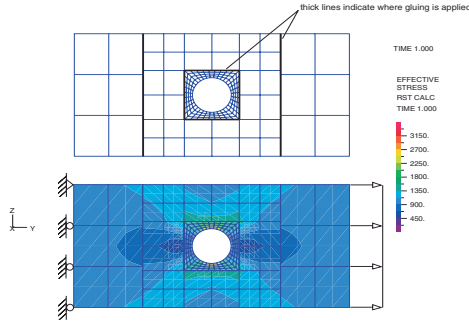 thick lines indicate where gluing is applied
TIME 1.000
EFFECTIVE
STRESS
RST CALC
TIME 1.000
3150.
2700.
2250.
1800.
1350.
900.
450.
Z
X
Y